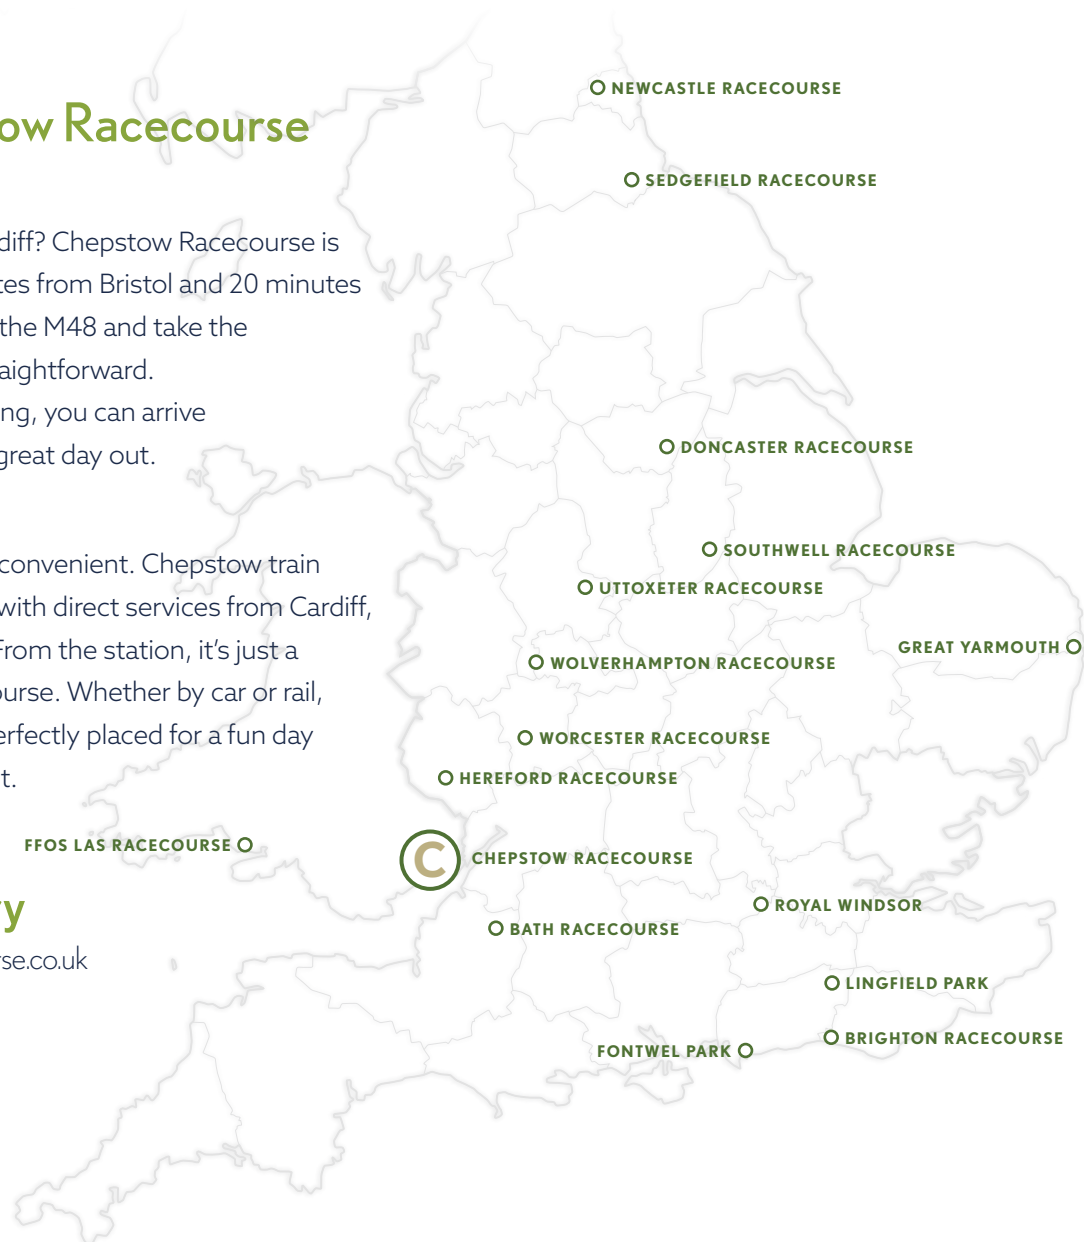 ow Racecourse
diff? Chepstow Racecourse is
tes from Bristol and 20 minutes
the M48 and take the
aightforward.
ng, you can arrive
great day out.
convenient. Chepstow train
with direct services from Cardiff,
From the station, it's just a
ourse. Whether by car or rail,
erfectly placed for a fun day
t.
ry
rse.co.uk
NEWCASTLE RACECOURSE
SEDGEFIELD RACECOURSE
DONCASTER RACECOURSE
SOUTHWELL RACECOURSE
UTTOXETER RACECOURSE
GREAT YARMOUTH
WOLVERHAMPTON RACECOURSE
WORCESTER RACECOURSE
HEREFORD RACECOURSE
FFOS LAS RACECOURSE
C CHEPSTOW RACECOURSE
ROYAL WINDSOR
BATH RACECOURSE
LINGFIELD PARK
BRIGHTON RACECOURSE
FONTWEL PARK